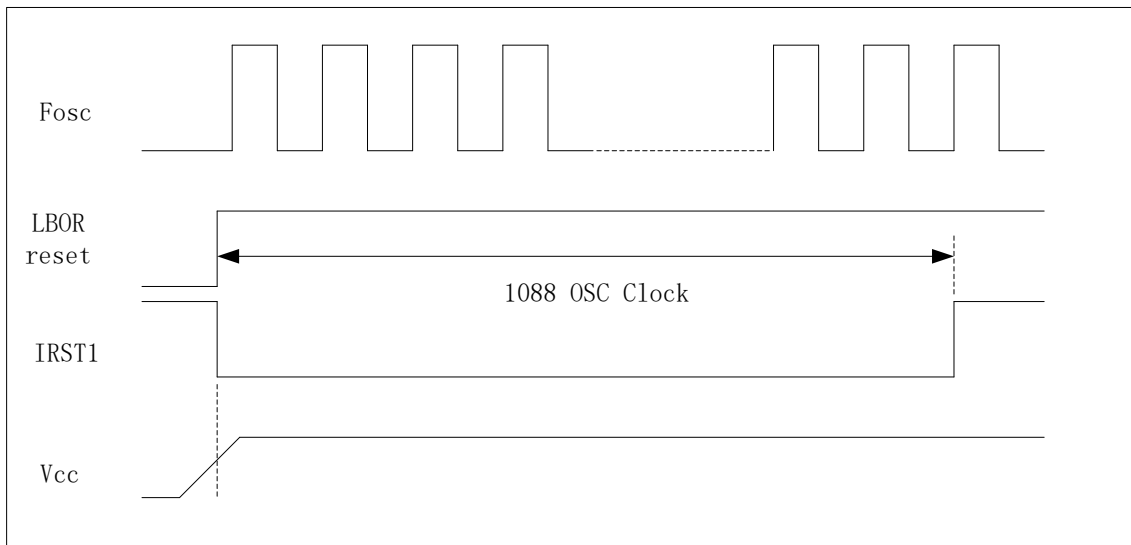 Fosc
LBOR
reset
1088 OSC Clock
IRST1
Vcc